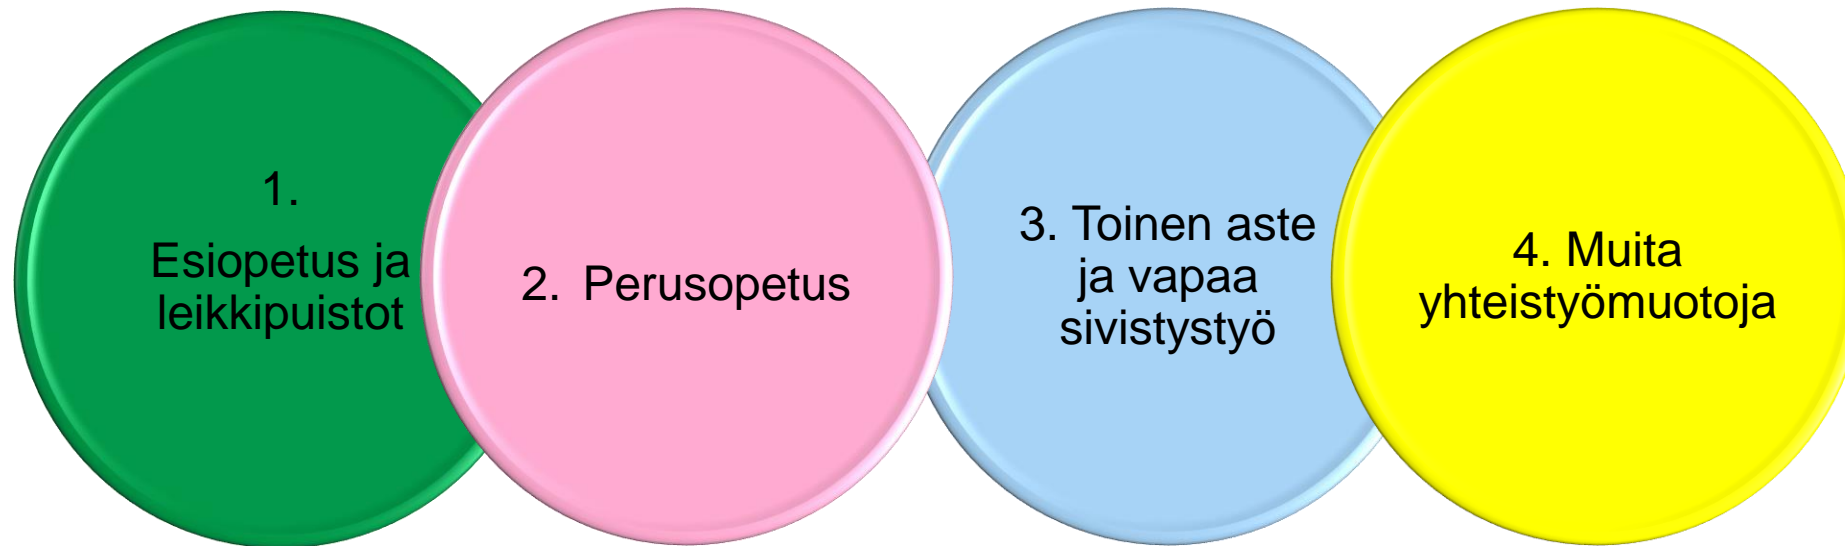 1.
Esiopetus ja
leikkipuistot
2. Perusopetus
3. Toinen aste
ja vapaa
sivistystyö
4. Muita
yhteistyömuotoja